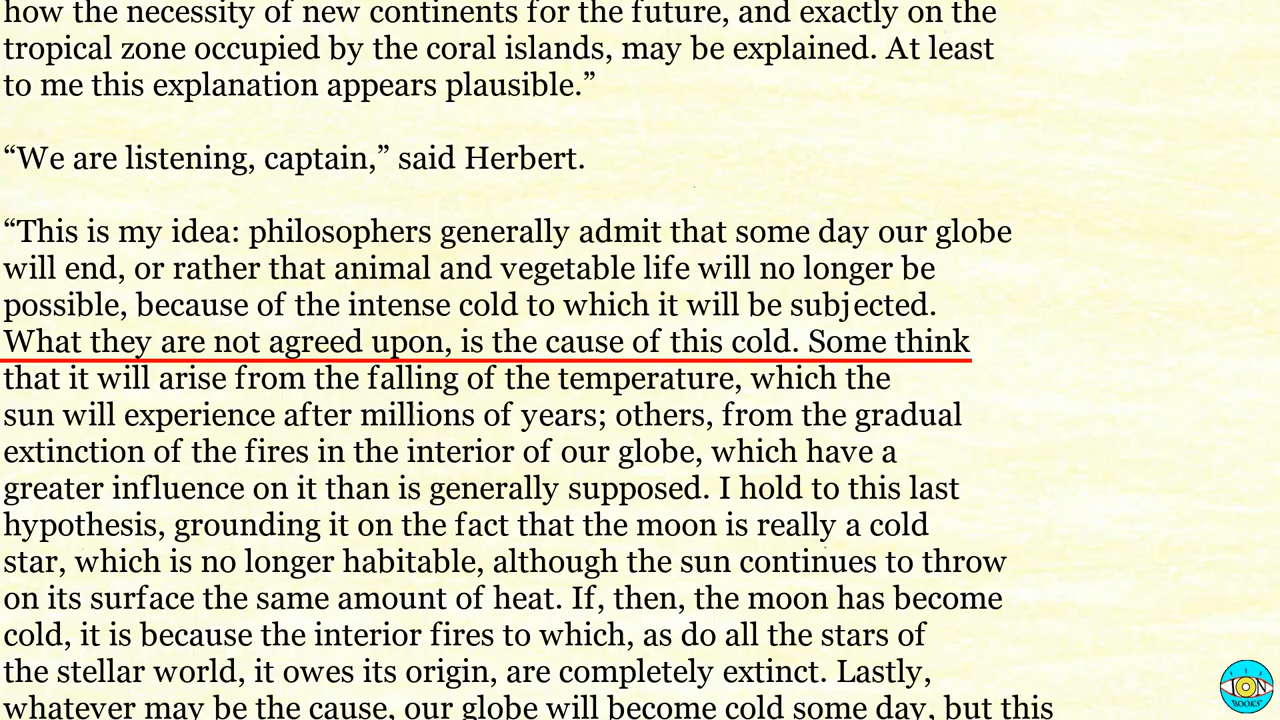 how the necessity of new continents for the future, and exactly on the
tropical zone occupied by the coral islands, may be explained. At least
to me this explanation appears plausible.”
“We are listening, captain,” said Herbert.
“This is my idea: philosophers generally admit that some day our globe
will end, or rather that animal and vegetable life will no longer be
possible, because of the intense cold to which it will be subjected.
What they are not agreed upon, is the cause of this cold. Some think
that it will arise from the falling of the temperature, which the
sun will experience after millions of years; others, from the gradual
extinction of the fires in the interior of our globe, which have a
greater influence on it than is generally supposed. I hold to this last
hypothesis, grounding it on the fact that the moon is really a cold
star, which is no longer habitable, although the sun continues to throw
on its surface the same amount of heat. If, then, the moon has become
cold, it is because the interior fires to which, as do all the stars of
the stellar world, it owes its origin, are completely extinct. Lastly,
whatever may be the cause, our globe will become cold some day, but this
ION
BOOKS